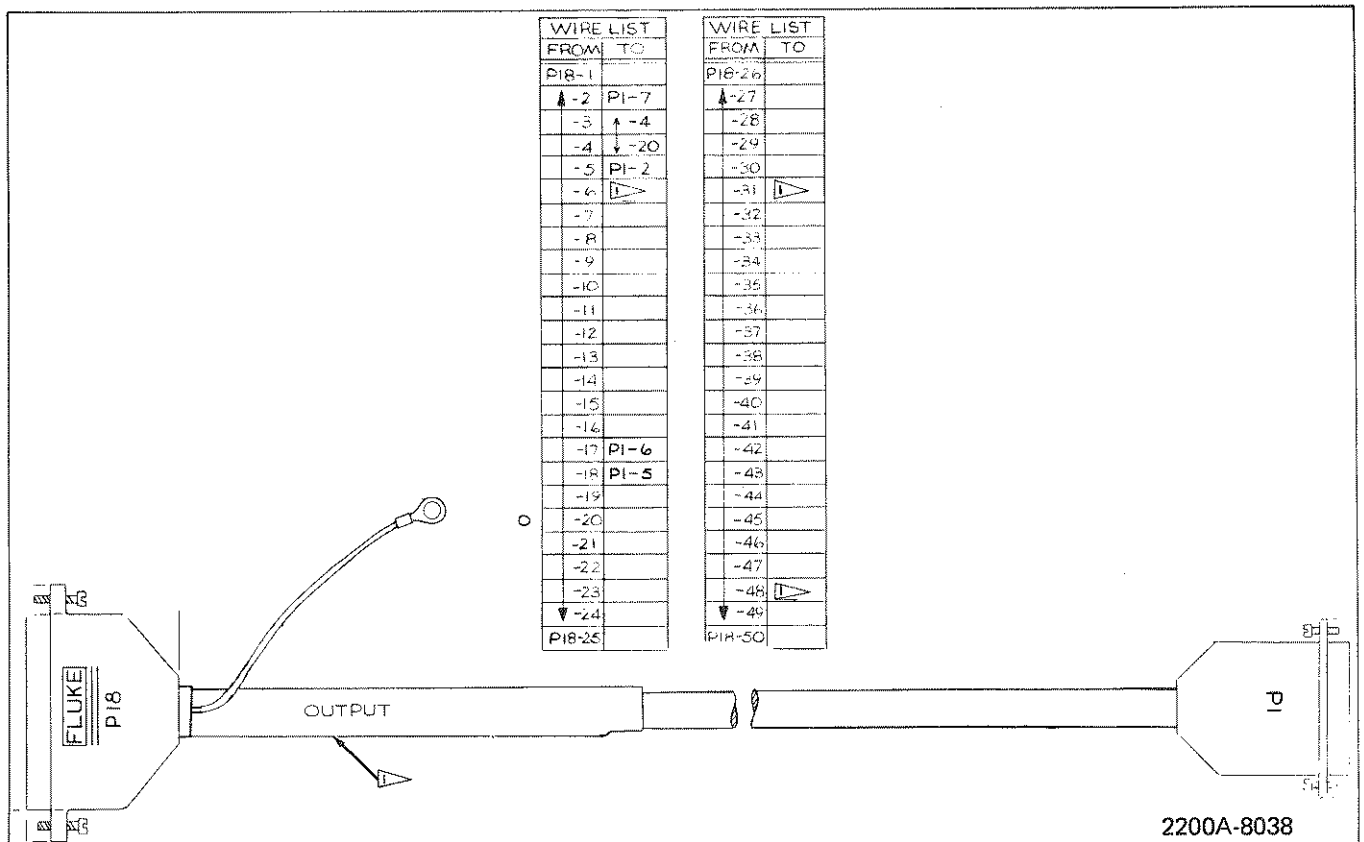 WIRE LIST
FROM TO
P18-1
-2 P1-7
-3 -4
-4 -20
-5 P1-2
-6 1
-7
-8
-9
-10
-11
-12
-13
-14
-15
-16
-17 P1-6
-18 P1-5
-19
-20
-21
-22
-23
-24
P18-25
WIRE LIST
FROM TO
P18-26
-27
-28
-29
-30
-31 1
-32
-33
-34
-35
-36
-37
-38
-39
-40
-41
-42
-43
-44
-45
-46
-47
-48 1
-49
P18-50
FLUKE
P18
OUTPUT
1
P1
2200A-8038